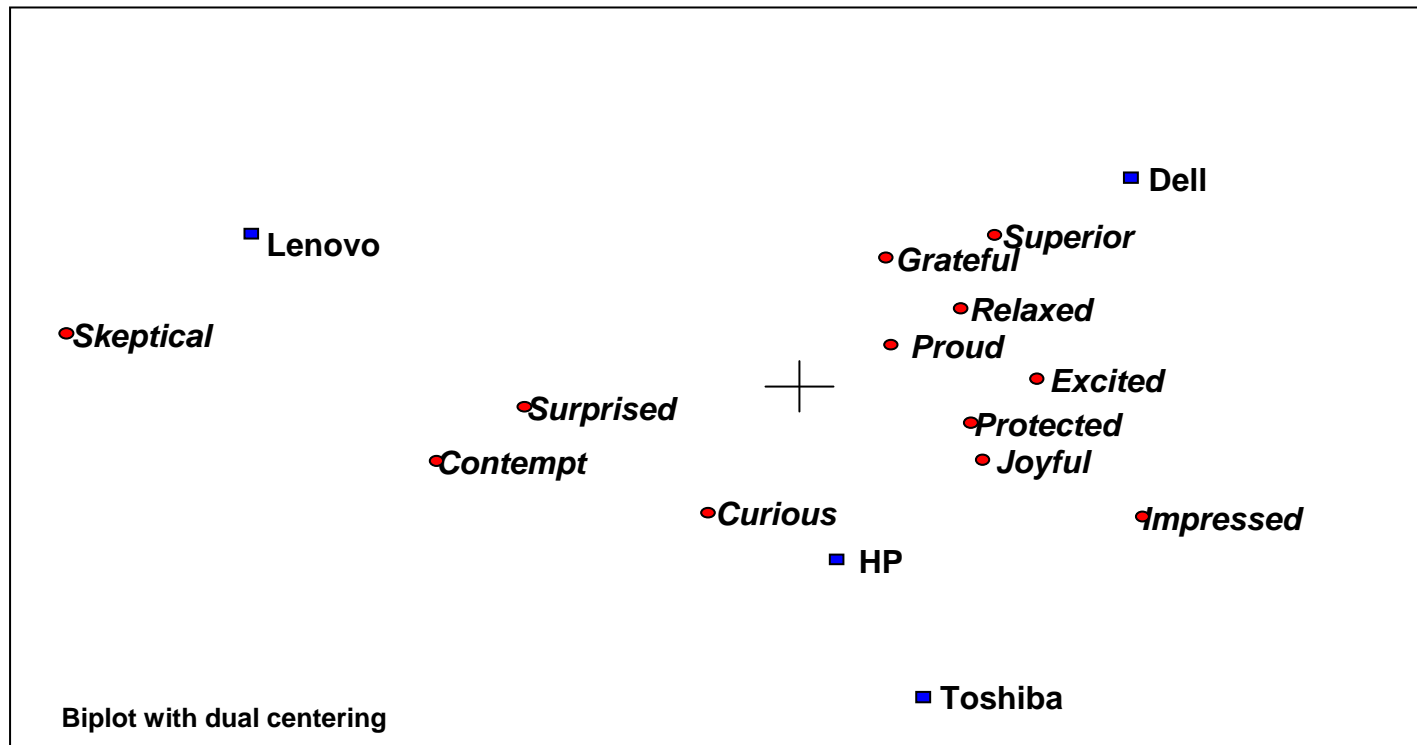 Dell
Superior
Lenovo
Grateful
Relaxed
Skeptical
Proud
Excited
Surprised
Protected
Contempt
Joyful
Curious
Impressed
HP
Toshiba
Biplot with dual centering